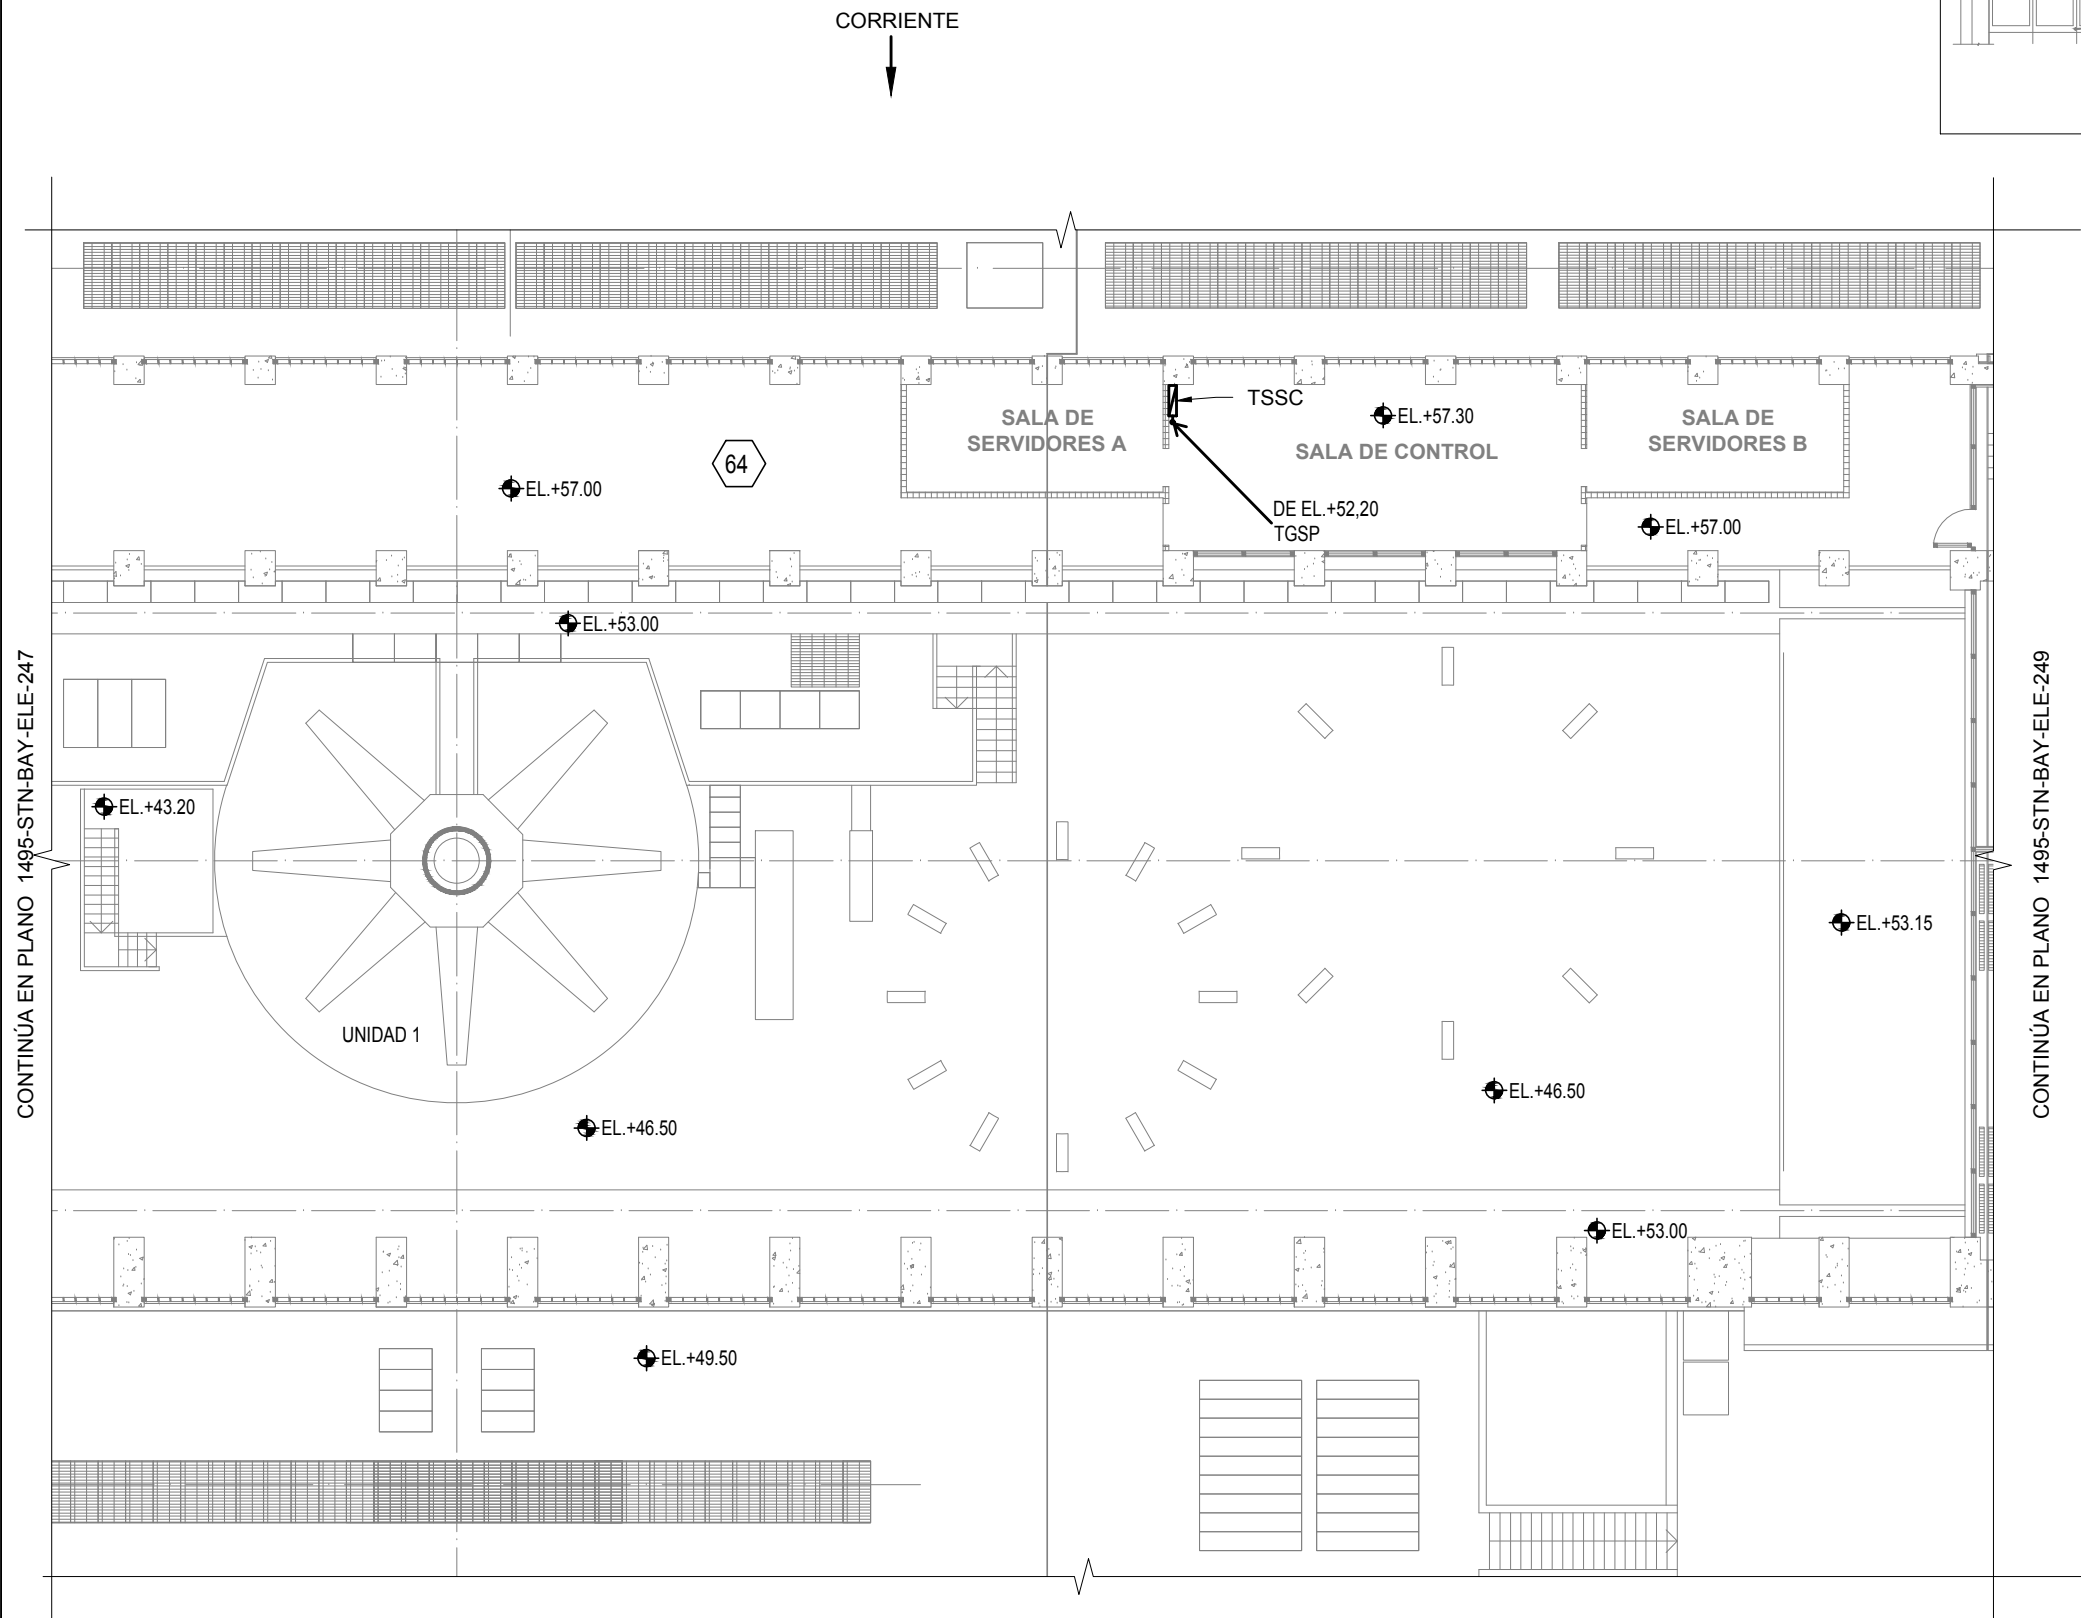 CORRIENTE
TSSC
EL.+57.30
SALA DE
SERVIDORES A
SALA DE CONTROL
SALA DE
SERVIDORES B
64
EL.+57.00
DE EL.+52,20
TGSP
EL.+57.00
EL.+53.00
CONTINÚA EN PLANO 1495-STN-BAY-ELE-247
CONTINÚA EN PLANO 1495-STN-BAY-ELE-249
EL.+43.20
EL.+53.15
UNIDAD 1
EL.+46.50
EL.+46.50
EL.+53.00
EL.+49.50